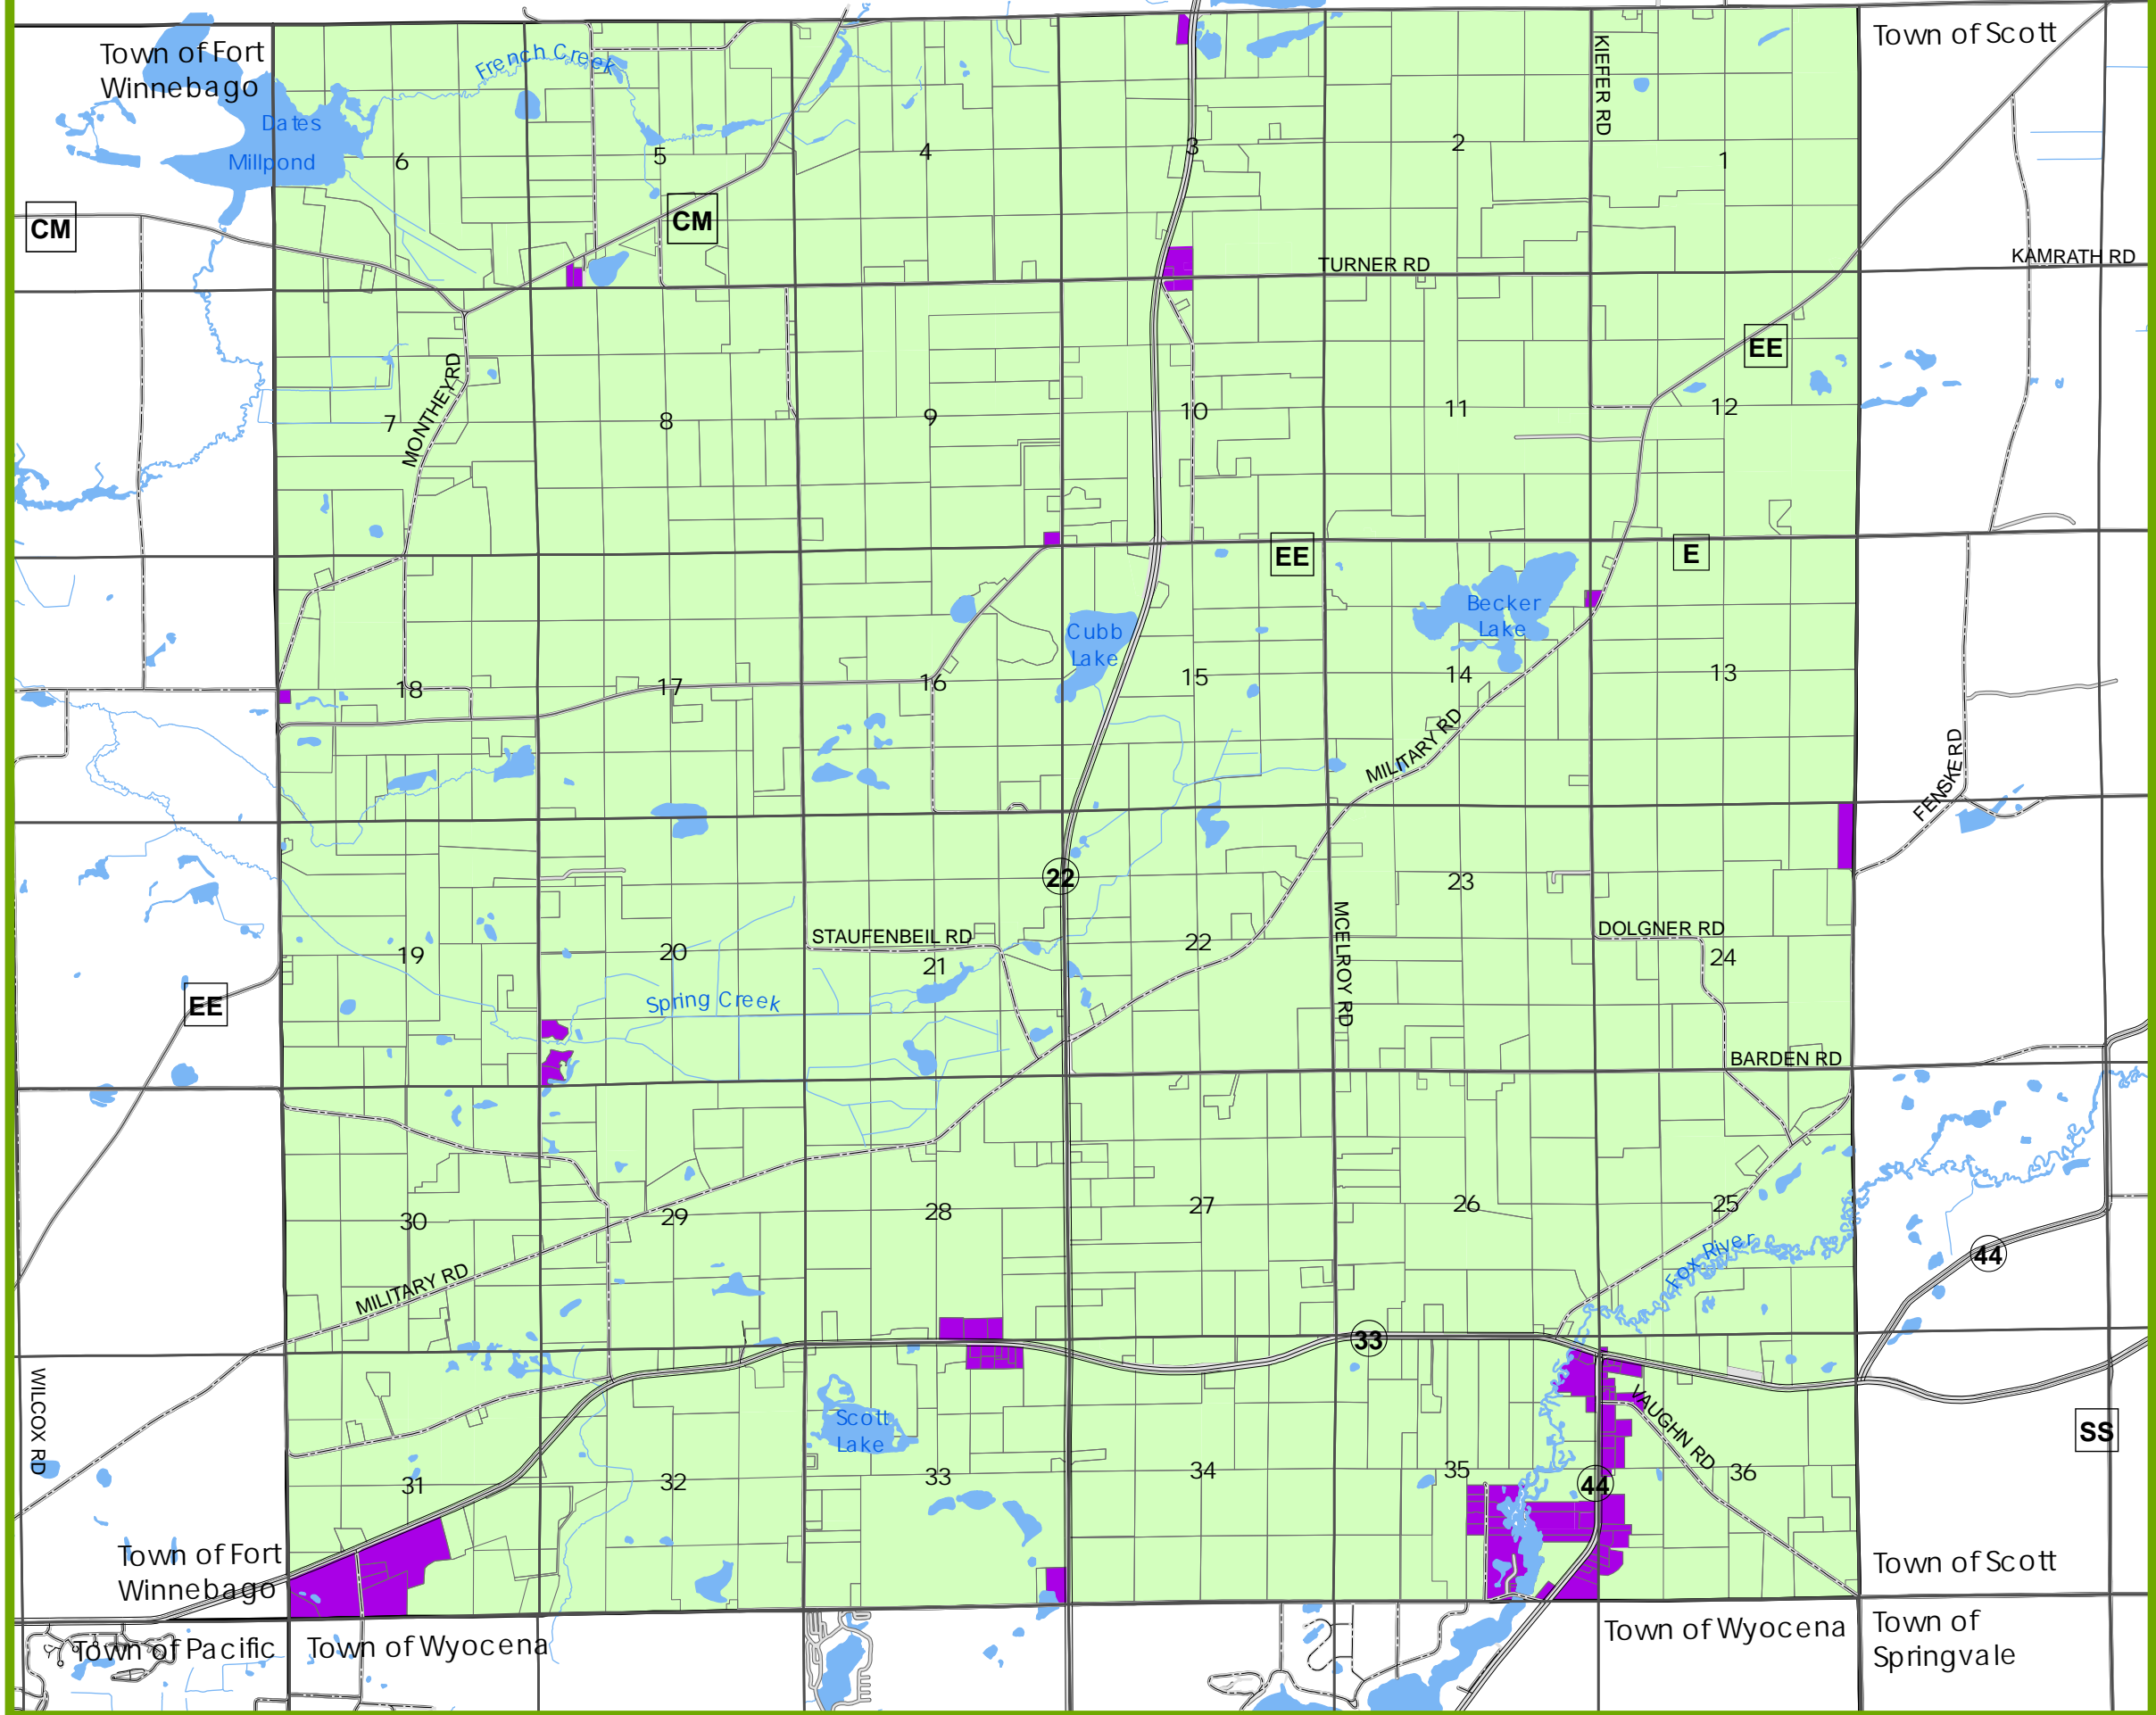 Town of Fort
Winnebago
Town of Scott
French Creek
KIEFER RD
Dates
Millpond
6
5
4
3
2
1
CM
CM
TURNER RD
KAMRATH RD
EE
MONTHEY RD
7
8
9
10
11
12
EE
E
Becker
Lake
Cubb
Lake
18
17
16
15
14
13
MILITARY RD
FENSKE RD
22
23
MCELROY RD
STAUFENBEIL RD
DOLGNER RD
19
20
21
22
24
EE
Spring Creek
BARDEN RD
30
29
28
27
26
25
Fox River
44
MILITARY RD
33
WILCOX RD
VAUGHN RD
Scott
Lake
SS
31
32
33
34
35
44
36
Town of Fort
Winnebago
Town of Scott
Town of Pacific
Town of Wyocena
Town of Wyocena
Town of
Springvale